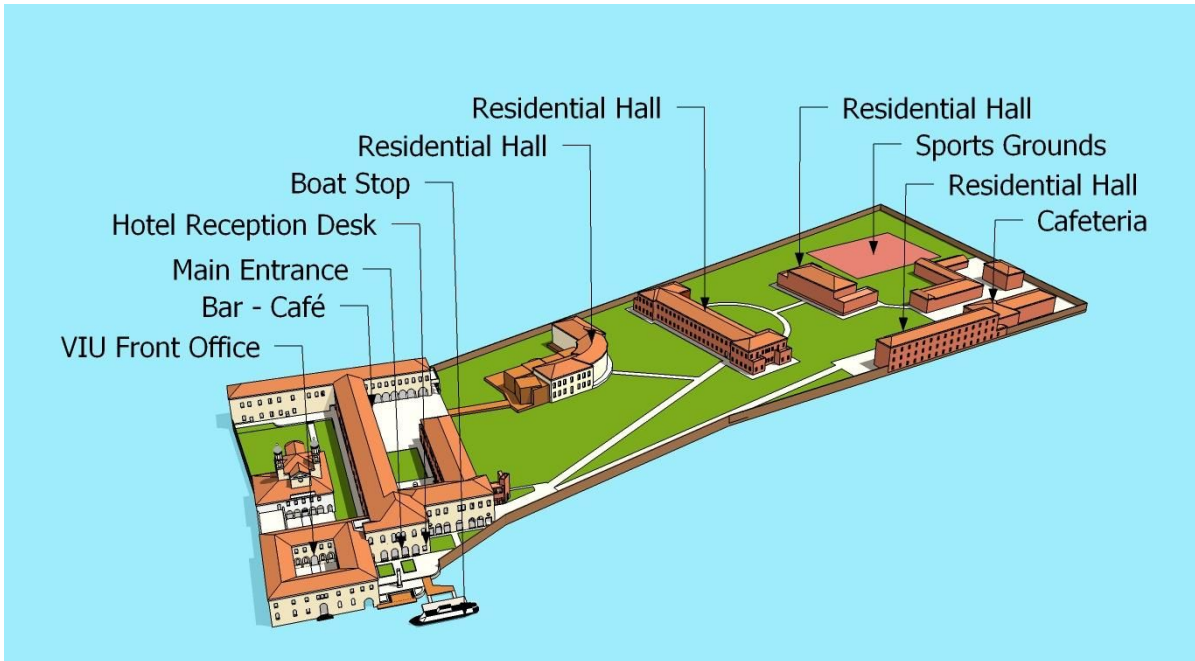 Residential Hall
Residential Hall
Residential Hall
Sports Grounds
Boat Stop
Residential Hall
Hotel Reception Desk
Cafeteria
Main Entrance
Bar - Café
VIU Front Office